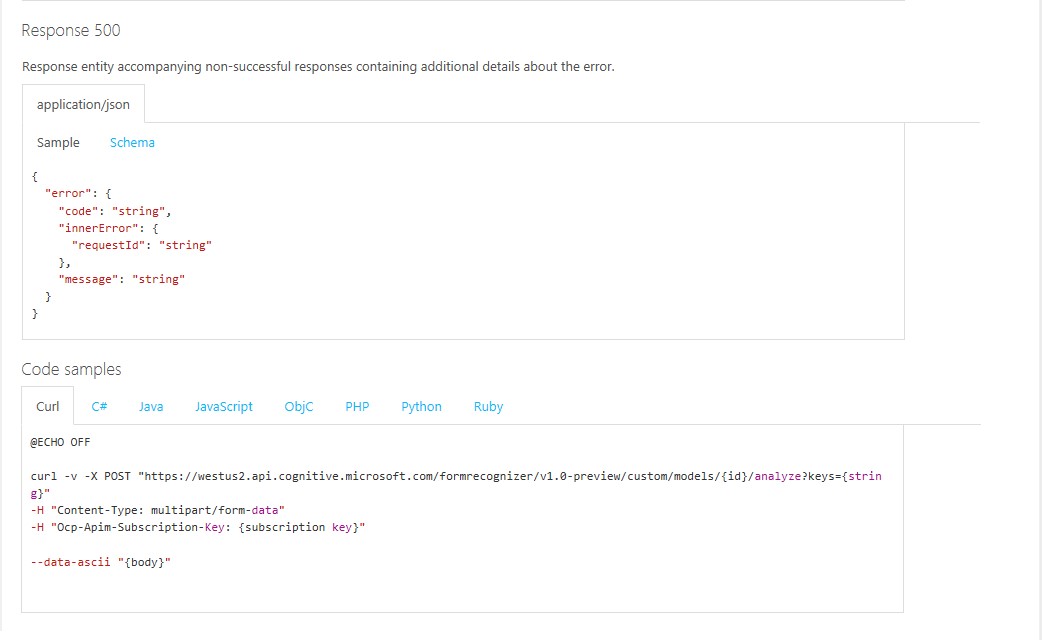 Response 500
Response entity accompanying non-successful responses containing additional details about the error.
application/json
Sample Schema
{
"error": {
"code": "string",
"innerError": {
"requestId": "string"
},
"message": "string"
}
}
Code samples
Curl C# Java JavaScript ObjC PHP Python Ruby
@ECHO OFF
curl -v -X POST "https://westus2.api.cognitive.microsoft.com/formrecognizer/v1.0-preview/custom/models/{id}/analyze?keys={strin
g}"
-H "Content-Type: multipart/form-data"
-H "Ocp-Apim-Subscription-Key: {subscription key}"
--data-ascii "{body}"